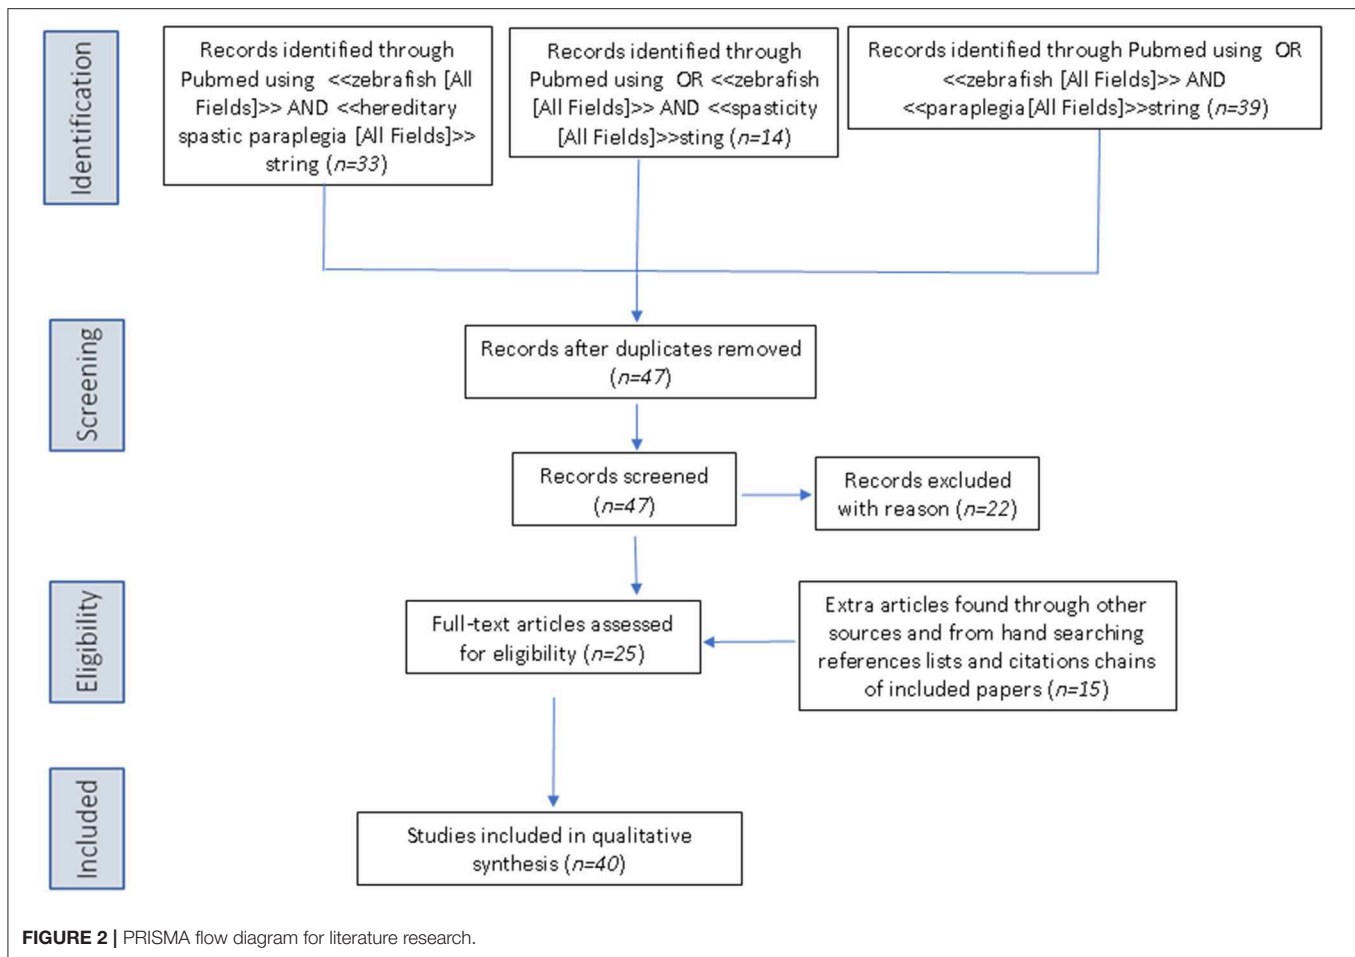 Identification
Records identified through
Pubmed using <<zebrafish [All
Fields]>> AND <<hereditary
spastic paraplegia [All Fields]>>
string (n=33)
Records identified through
Pubmed using OR <<zebrafish
[All Fields]>> AND <<spasticity
[All Fields]>>sting (n=14)
Records identified through Pubmed using OR
<<zebrafish [All Fields]>> AND
<<paraplegia[All Fields]>>string (n=39)
Screening
Records after duplicates removed
(n=47)
Records screened
(n=47)
Records excluded
with reason (n=22)
Eligibility
Full-text articles assessed
for eligibility (n=25)
Extra articles found through other
sources and from hand searching
references lists and citations chains
of included papers (n=15)
Included
Studies included in qualitative
synthesis (n=40)
FIGURE 2 | PRISMA flow diagram for literature research.